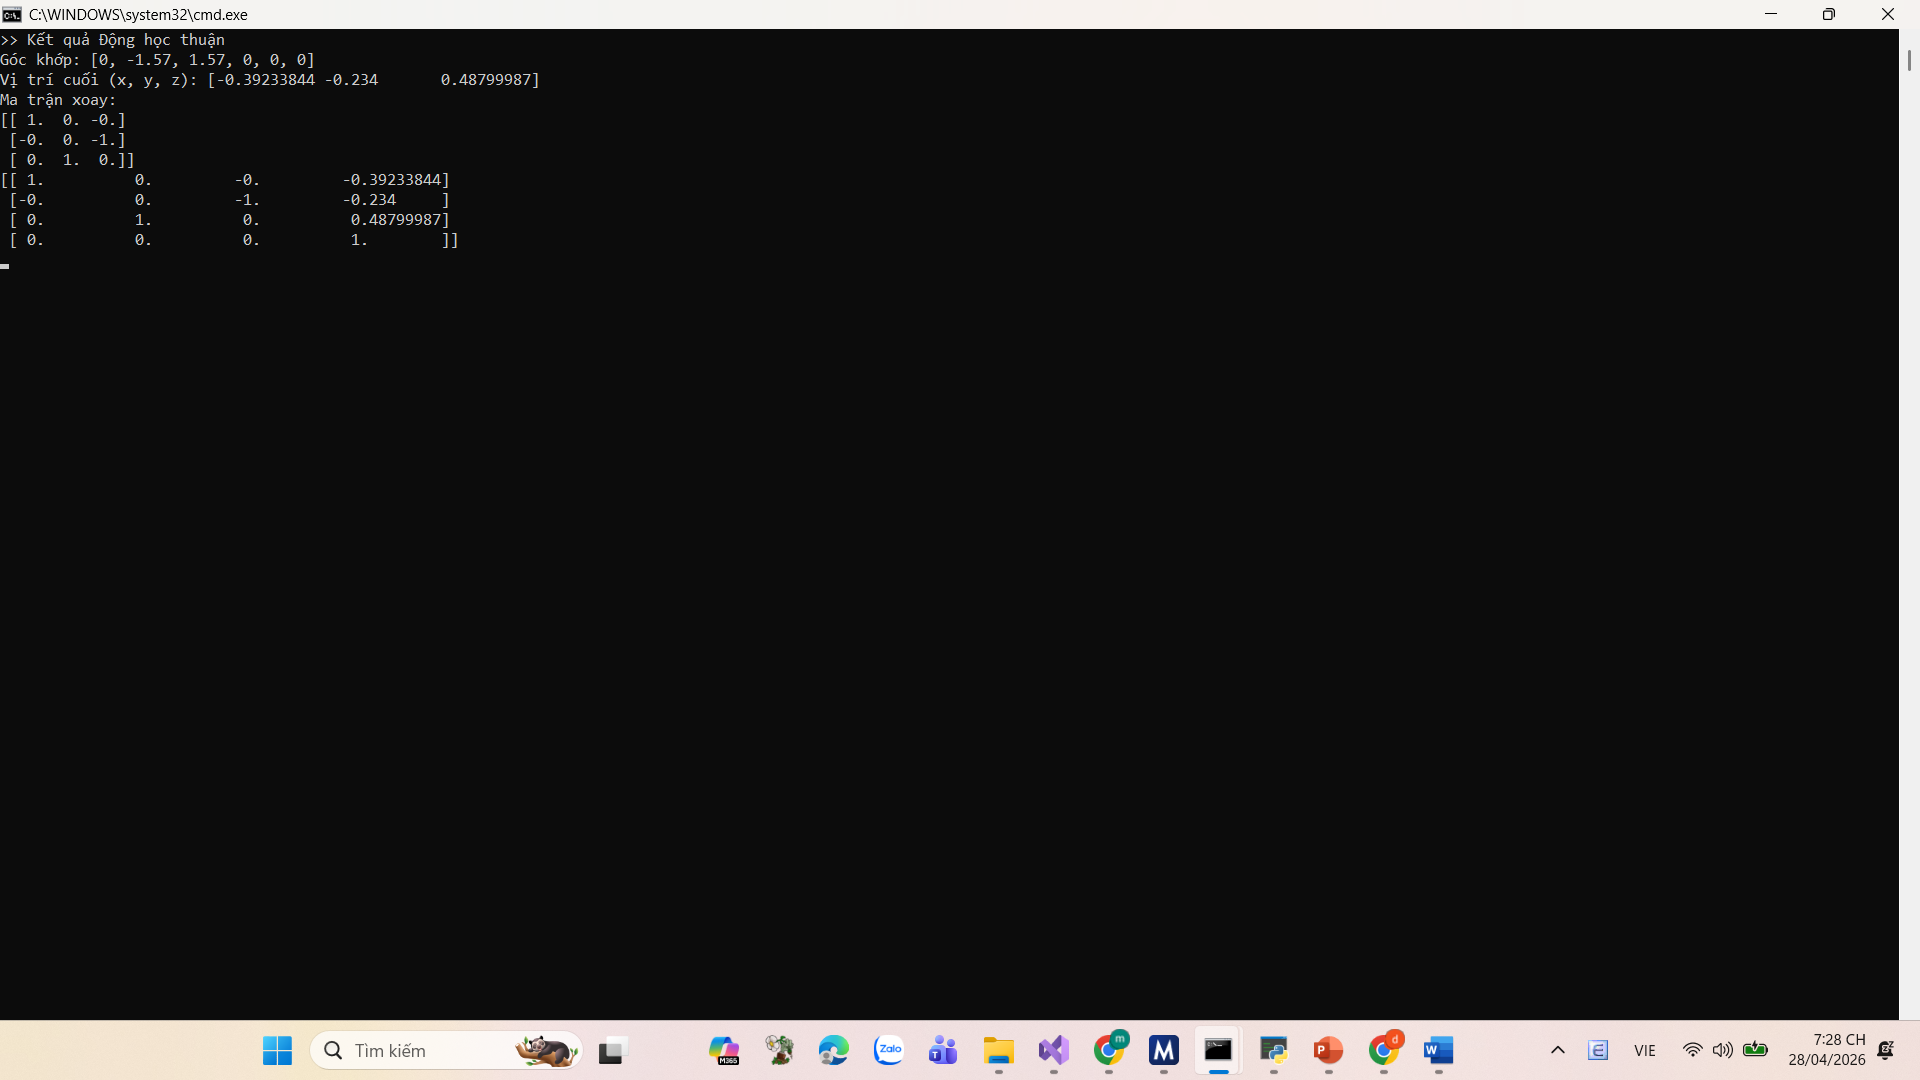 C:\WINDOWS\system32\cmd.exe
>> Kết quả Động học thuận
Góc khớp: [0, -1.57, 1.57, 0, 0, 0]
Vị trí cuối (x, y, z): [-0.39233844 -0.234       0.48799987]
Ma trận xoay:
[[ 1.  0. -0.]
 [-0.  0. -1.]
 [ 0.  1.  0.]]
[[ 1.          0.         -0.         -0.39233844]
 [-0.          0.         -1.         -0.234     ]
 [ 0.          1.          0.          0.48799987]
 [ 0.          0.          0.          1.        ]]
Tìm kiếm
M365
Zalo
T
m
M
P
d
W
E
VIE
7:28 CH
28/04/2026